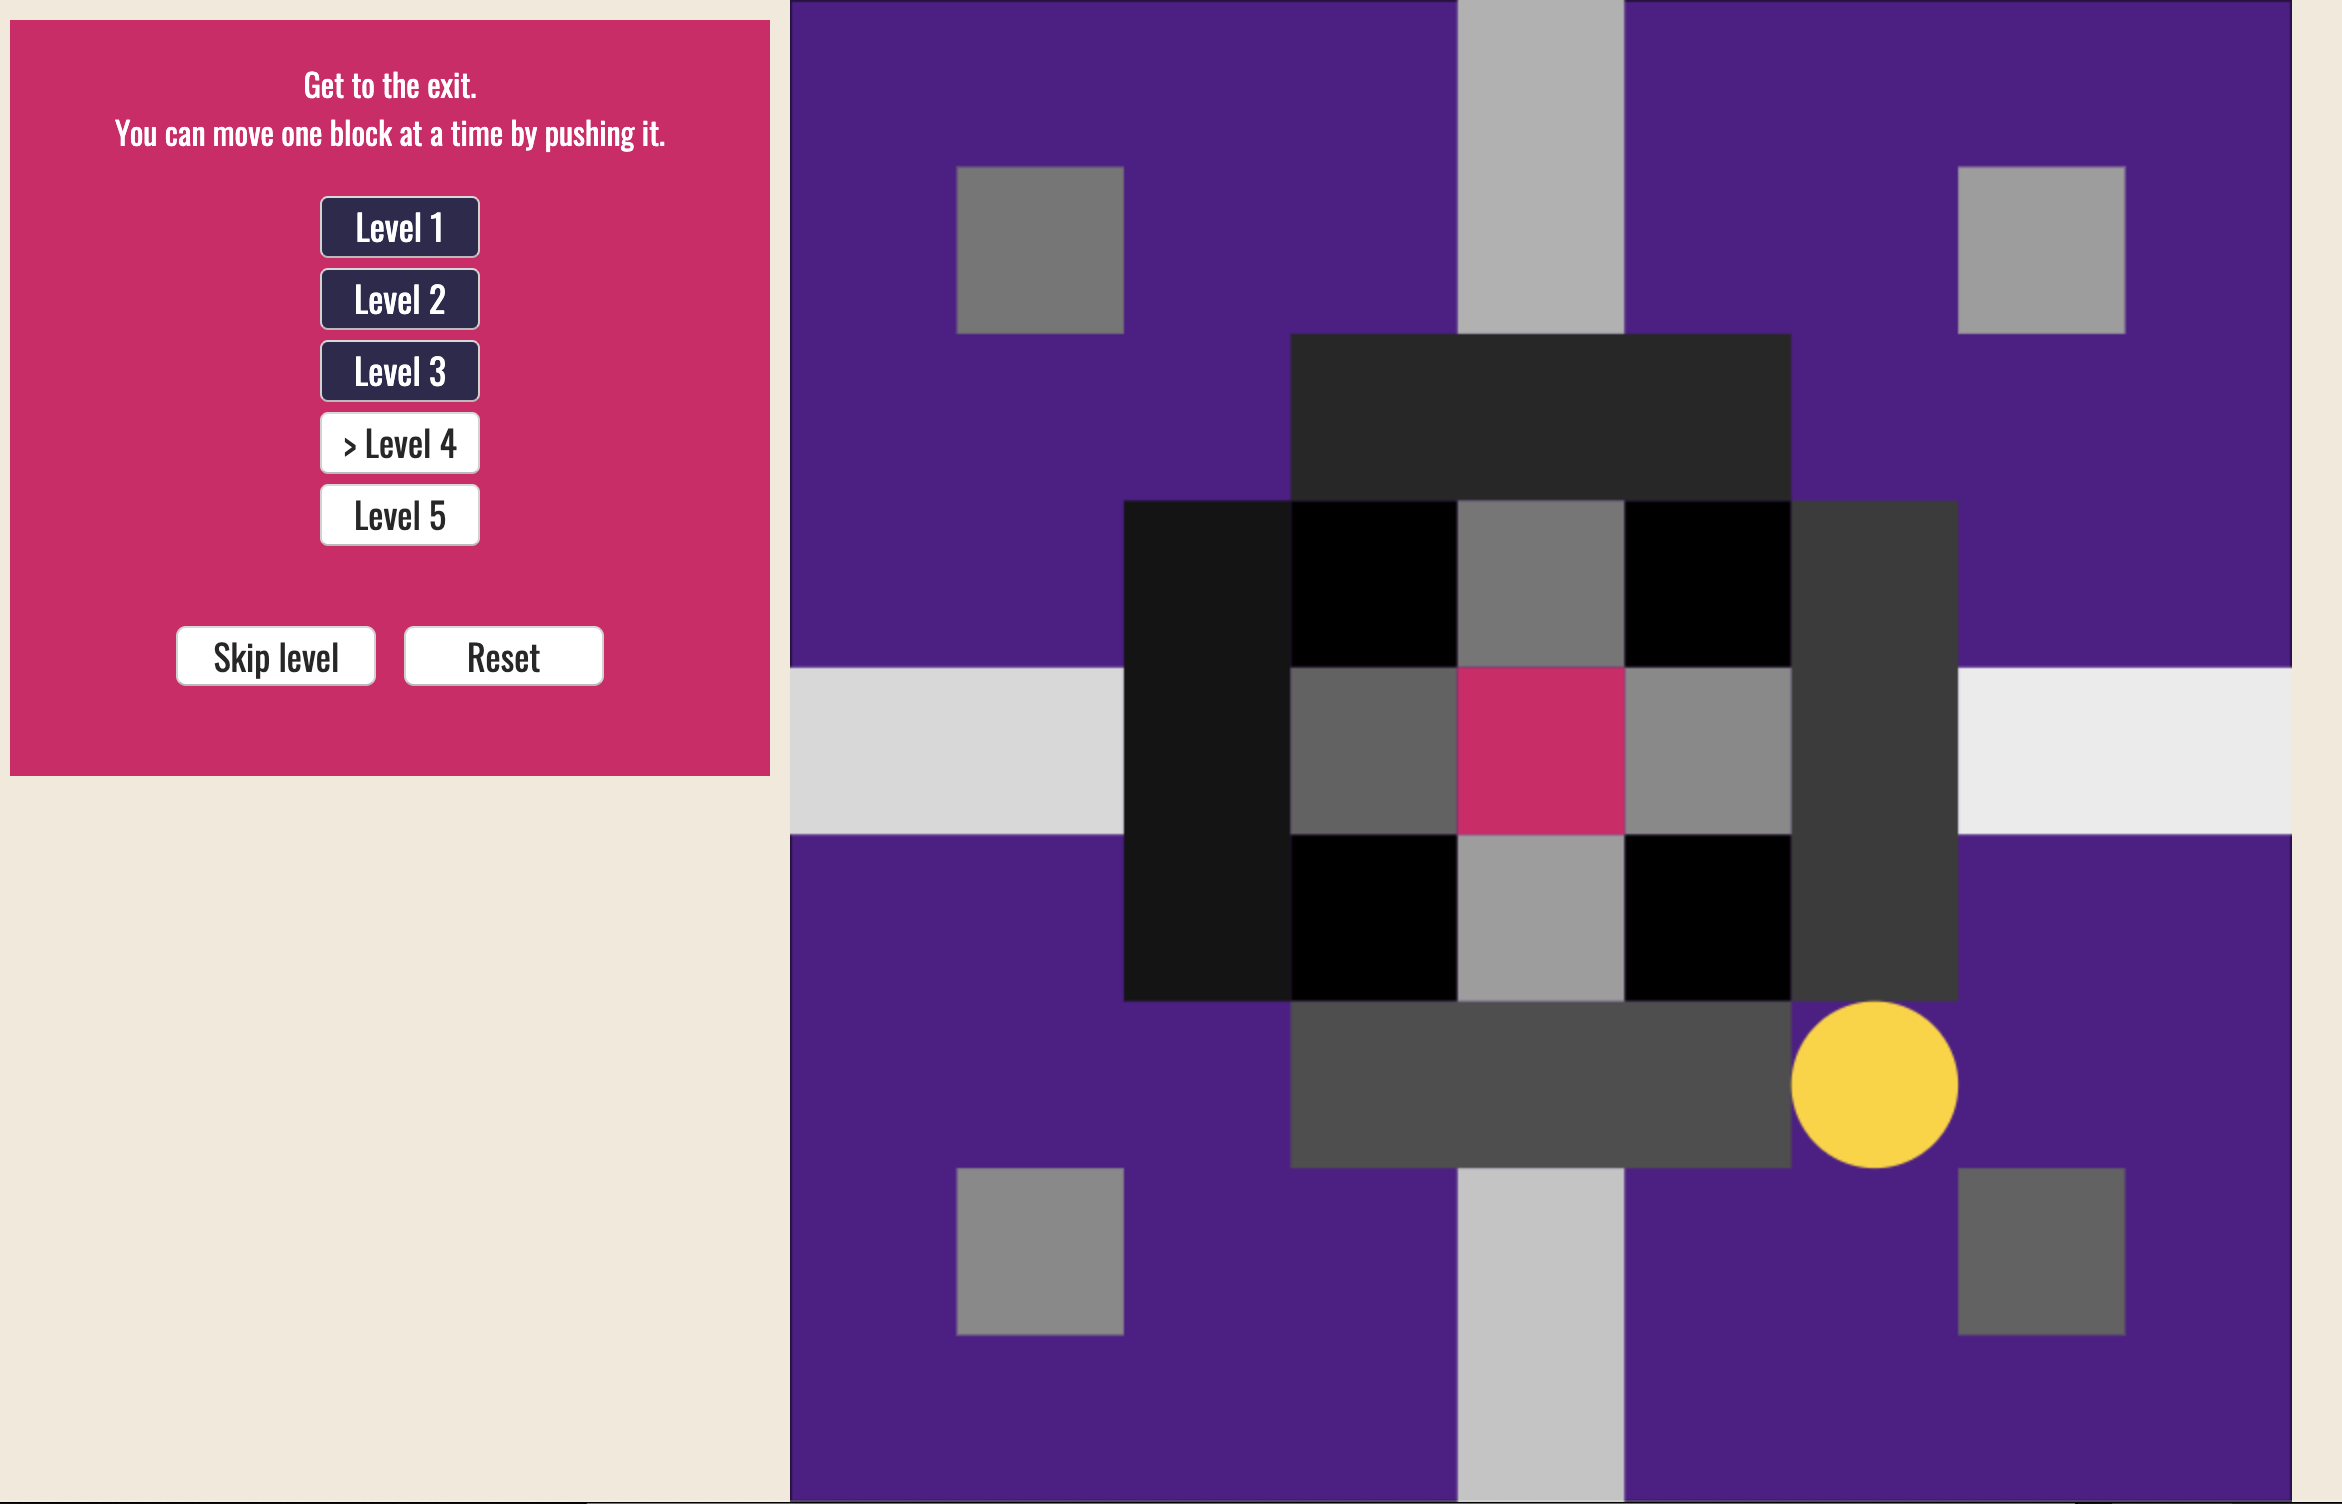 Get to the exit.
You can move one block at a time by pushing it.
Level 1
Level 2
Level 3
> Level 4
Level 5
Skip level
Reset